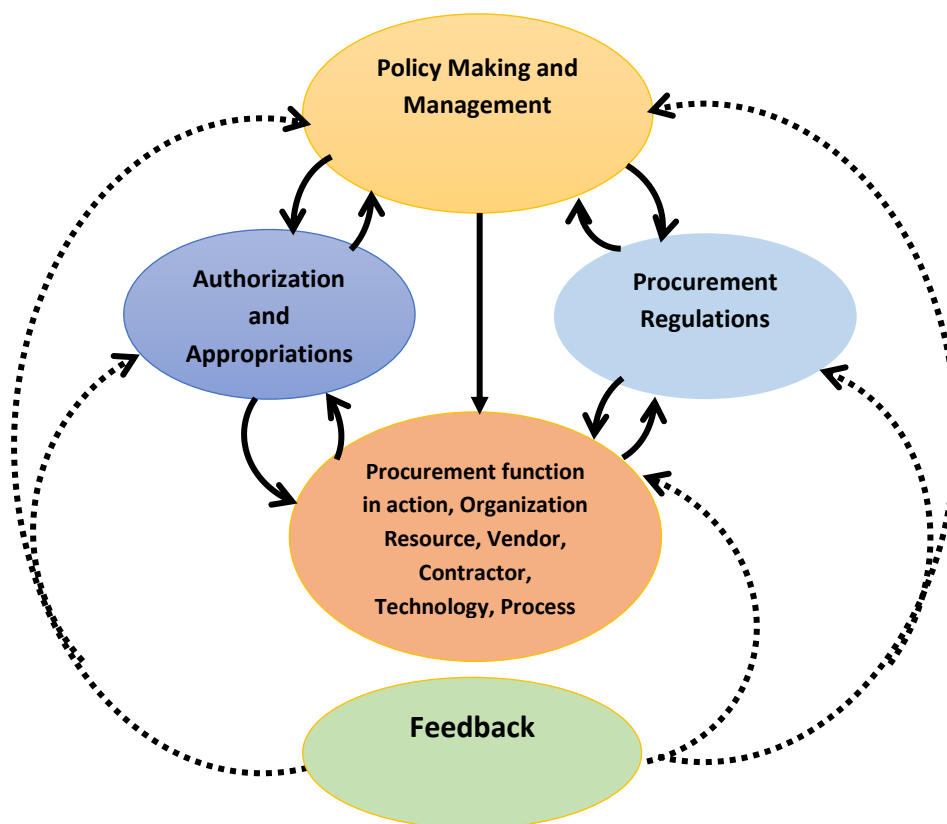 Policy Making and
Management
Authorization
and
Appropriations
Procurement
Regulations
Procurement function
in action, Organization
Resource, Vendor,
Contractor,
Technology, Process
Feedback